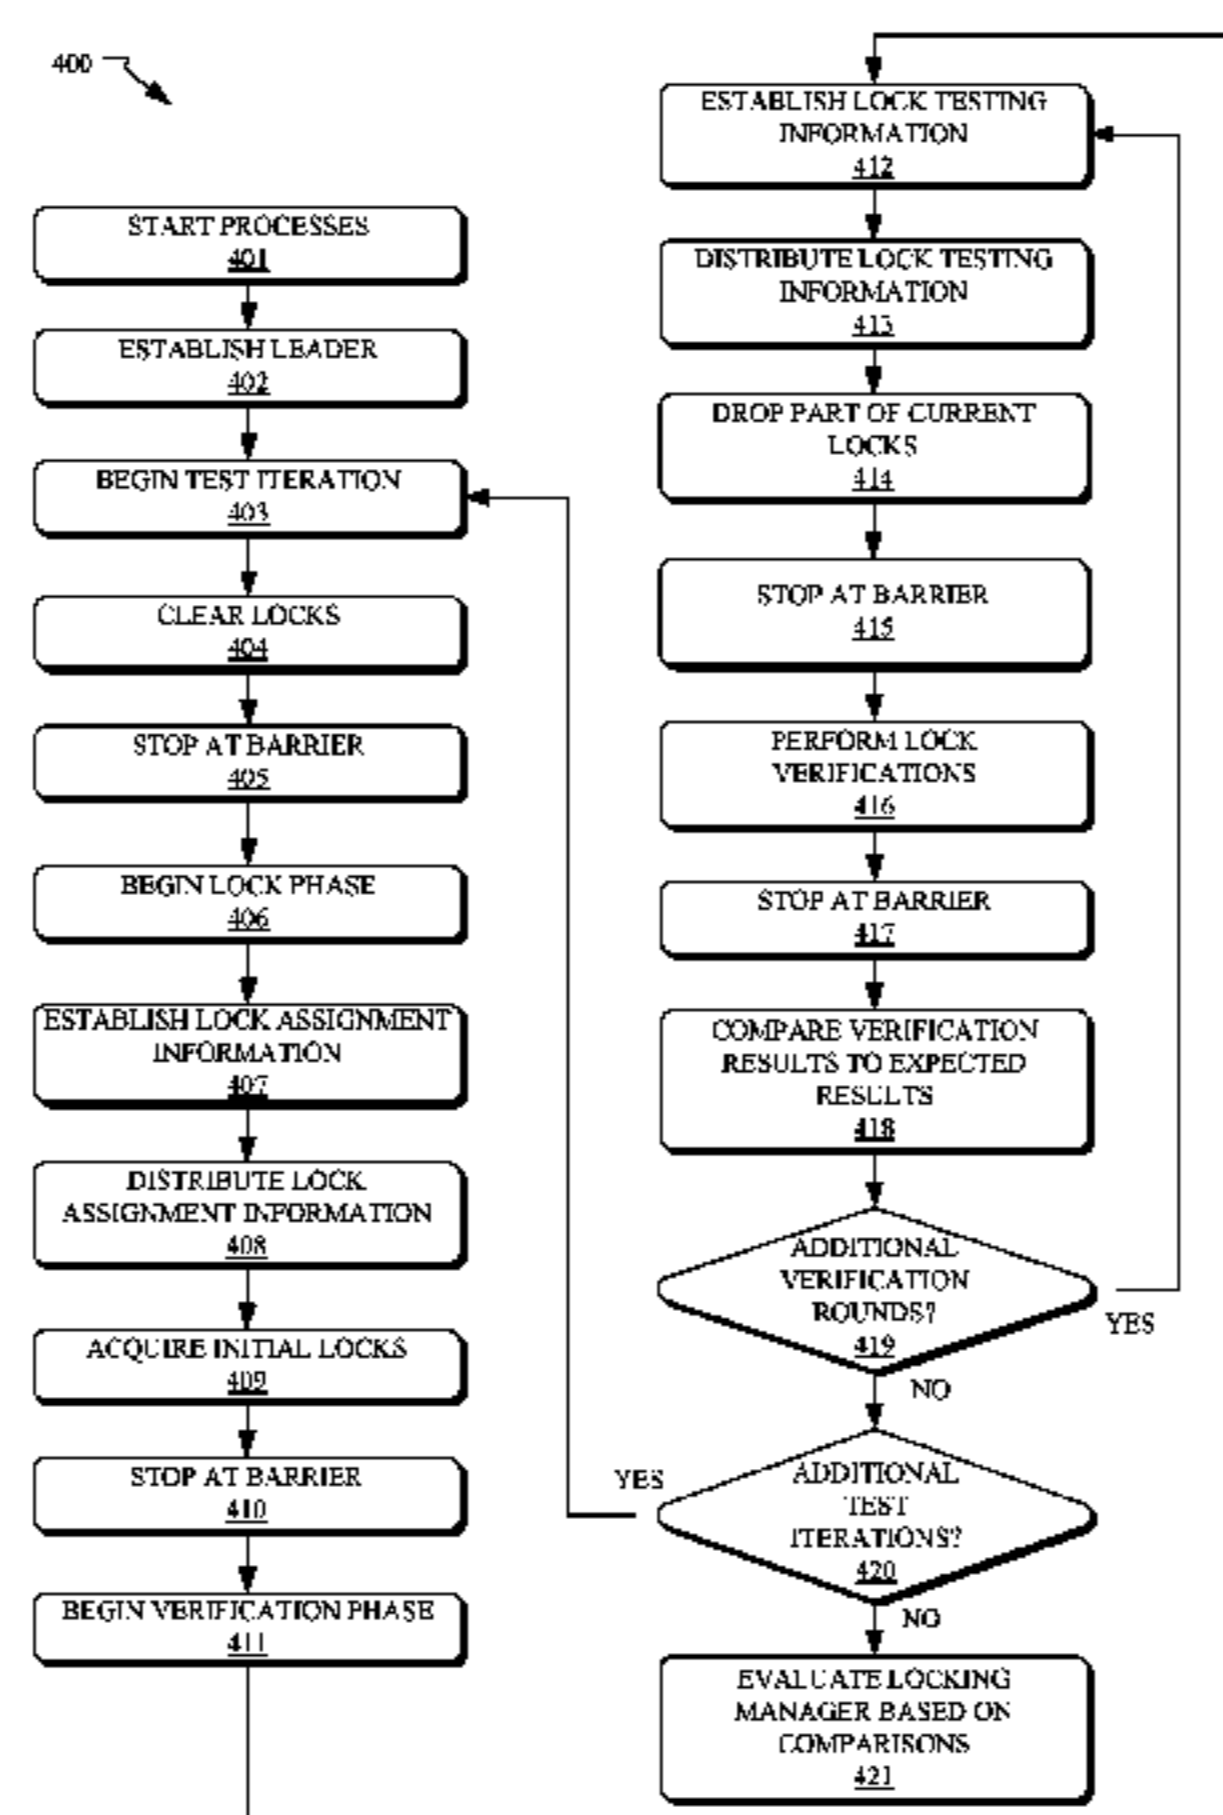 400
START PROCESSES
401
ESTABLISH LEADER
402
BEGIN TEST ITERATION
403
CLEAR LOCKS
404
STOP AT BARRIER
405
BEGIN LOCK PHASE
406
ESTABLISH LOCK ASSIGNMENT
INFORMATION
407
DISTRIBUTE LOCK
ASSIGNMENT INFORMATION
408
ACQUIRE INITIAL LOCKS
409
STOP AT BARRIER
410
BEGIN VERIFICATION PHASE
411
ESTABLISH LOCK TESTING
INFORMATION
412
DISTRIBUTE LOCK TESTING
INFORMATION
413
DROP PART OF CURRENT
LOCKS
414
STOP AT BARRIER
415
PERFORM LOCK
VERIFICATIONS
416
STOP AT BARRIER
417
COMPARE VERIFICATION
RESULTS TO EXPECTED
RESULTS
418
ADDITIONAL
VERIFICATION
ROUNDS?
419
YES
NO
YES
ADDITIONAL
TEST
ITERATIONS?
420
NO
EVALUATE LOCKING
MANAGER BASED ON
COMPARISONS
421